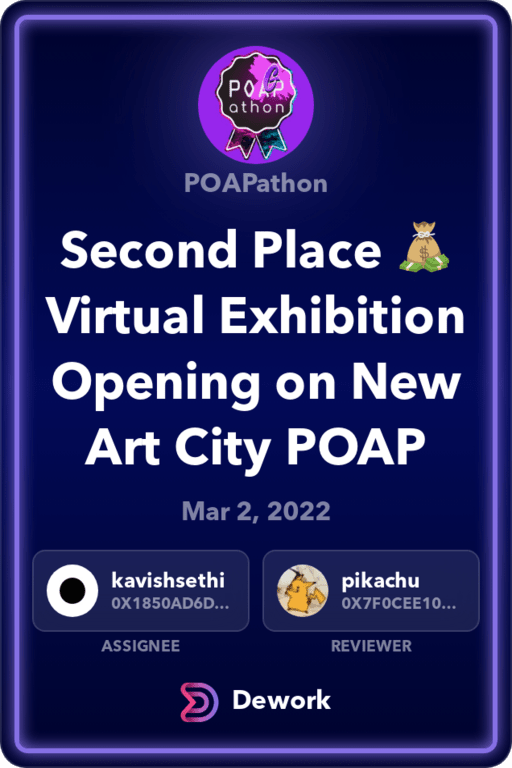 POAP
athon
POAPathon
Second Place 💰
Virtual Exhibition
Opening on New
Art City POAP
Mar 2, 2022
kavishsethi
0X1850AD6D...
pikachu
0X7F0CEE10...
ASSIGNEE
REVIEWER
Dework